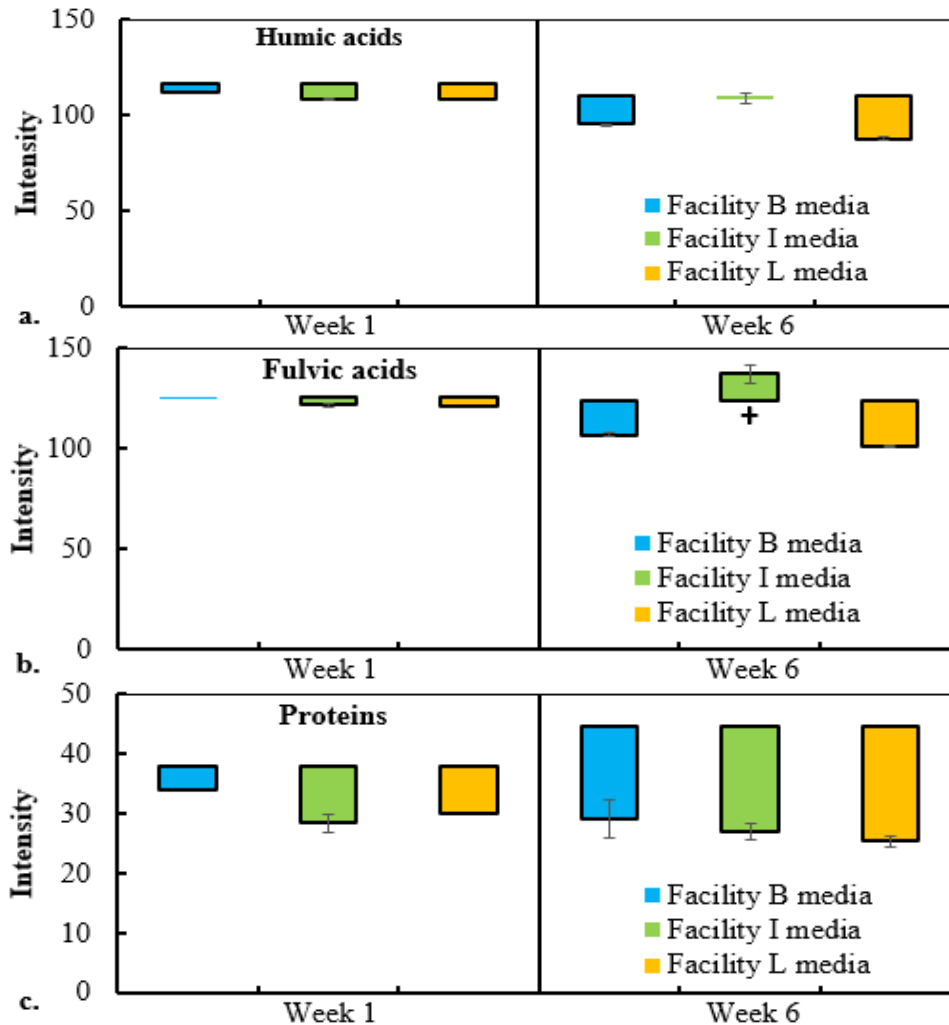 150
Humic acids
100
Intensity
50
Facility B media
Facility I media
Facility L media
0
a.
Week 1
Week 6
150
Fulvic acids
100
Intensity
+
50
Facility B media
Facility I media
Facility L media
0
b.
Week 1
Week 6
50
Proteins
40
30
Intensity
20
10
Facility B media
Facility I media
Facility L media
0
c.
Week 1
Week 6